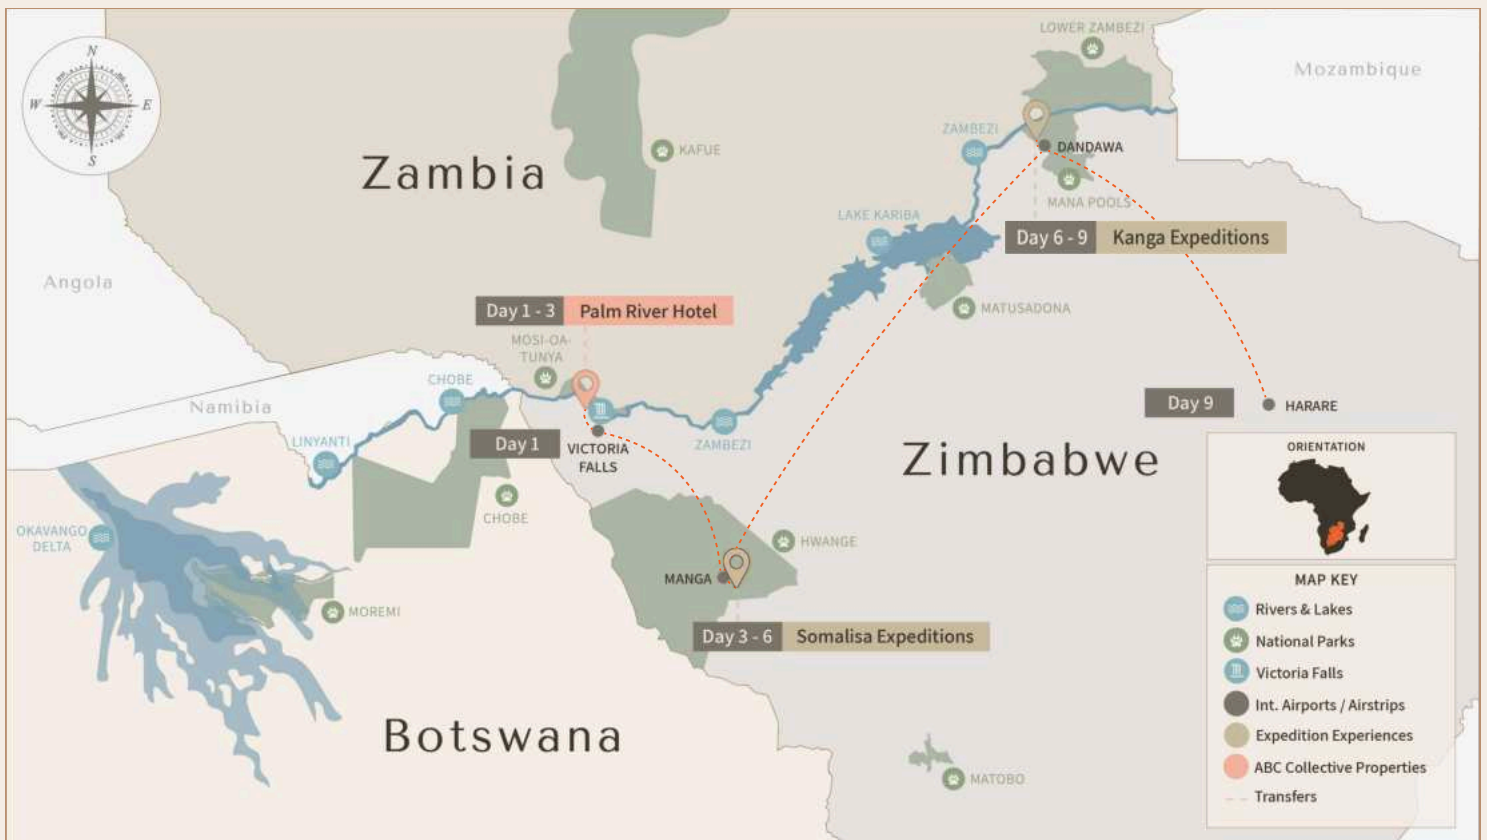 N
W
E
S
LOWER ZAMBEZI
Mozambique
ZAMBEZI
DANDAWA
KAFUE
Zambia
MANA POOLS
LAKE KARIBA
Day 6 - 9 Kanga Expeditions
Angola
Day 1 - 3 Palm River Hotel
MATUSADONA
MOSI-OA-
TUNYA
CHOBE
Namibia
Day 9
HARARE
LINYANTI
Day 1
VICTORIA
FALLS
ZAMBEZI
Zimbabwe
CHOBE
OKAVANGO
DELTA
HWANGE
MANGA
MOREMI
Day 3 - 6 Somalisa Expeditions
Botswana
MATOBO
ORIENTATION
MAP KEY
Rivers & Lakes
National Parks
Victoria Falls
Int. Airports / Airstrips
Expedition Experiences
ABC Collective Properties
Transfers